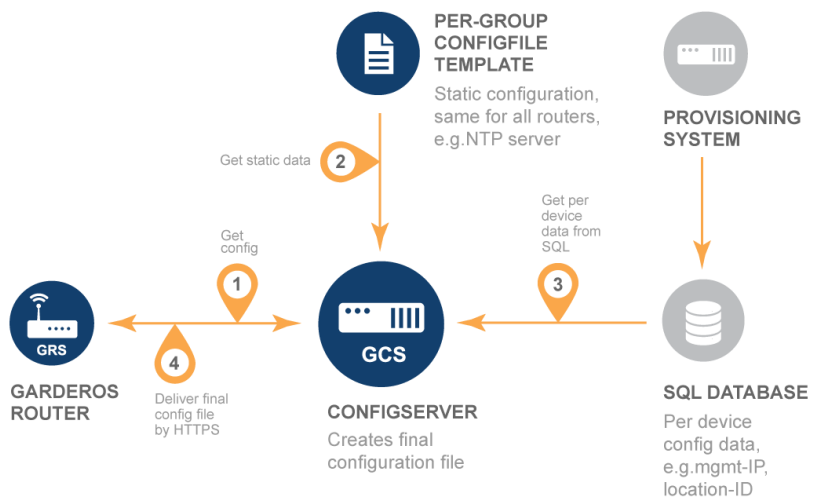 PER-GROUP
CONFIGFILE
TEMPLATE
Static configuration,
same for all routers,
e.g.NTP server
PROVISIONING
SYSTEM
Get static data
2
Get per
device
data from
SQL
3
Get
config
1
GRS
4
GCS
GARDEROS
ROUTER
Deliver final
config file
by HTTPS
CONFIGSERVER
Creates final
configuration file
SQL DATABASE
Per device
config data,
e.g.mgmt-IP,
location-ID